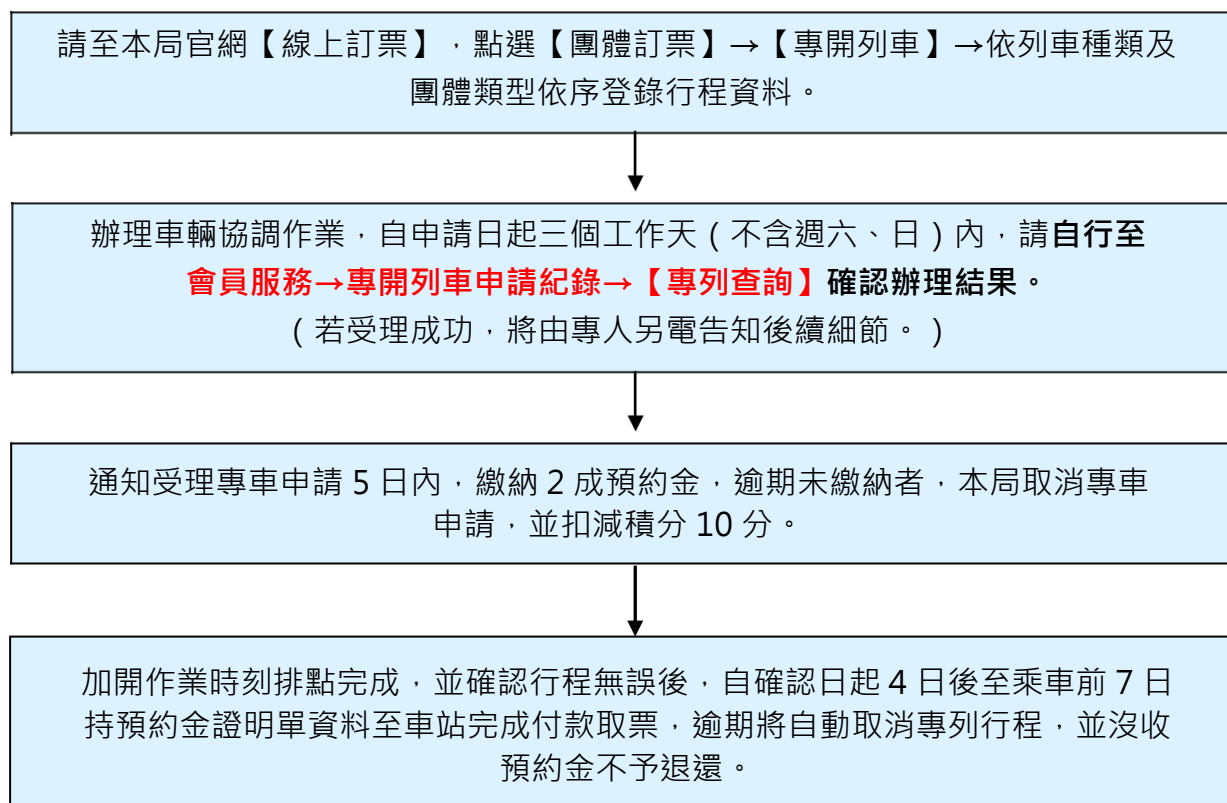 請至本局官網【線上訂票】，點選【團體訂票】→【專開列車】→依列車種類及
團體類型依序登錄行程資料。
辦理車輛協調作業，自申請日起三個工作天（不含週六、日）內，請自行至
會員服務→專開列車申請紀錄→【專列查詢】確認辦理結果。
（若受理成功，將由專人另電告知後續細節。）
通知受理專車申請 5 日內，繳納 2 成預約金，逾期未繳納者，本局取消專車
申請，並扣減積分 10 分。
加開作業時刻排點完成，並確認行程無誤後，自確認日起 4 日後至乘車前 7 日
持預約金證明單資料至車站完成付款取票，逾期將自動取消專列行程，並沒收
預約金不予退還。